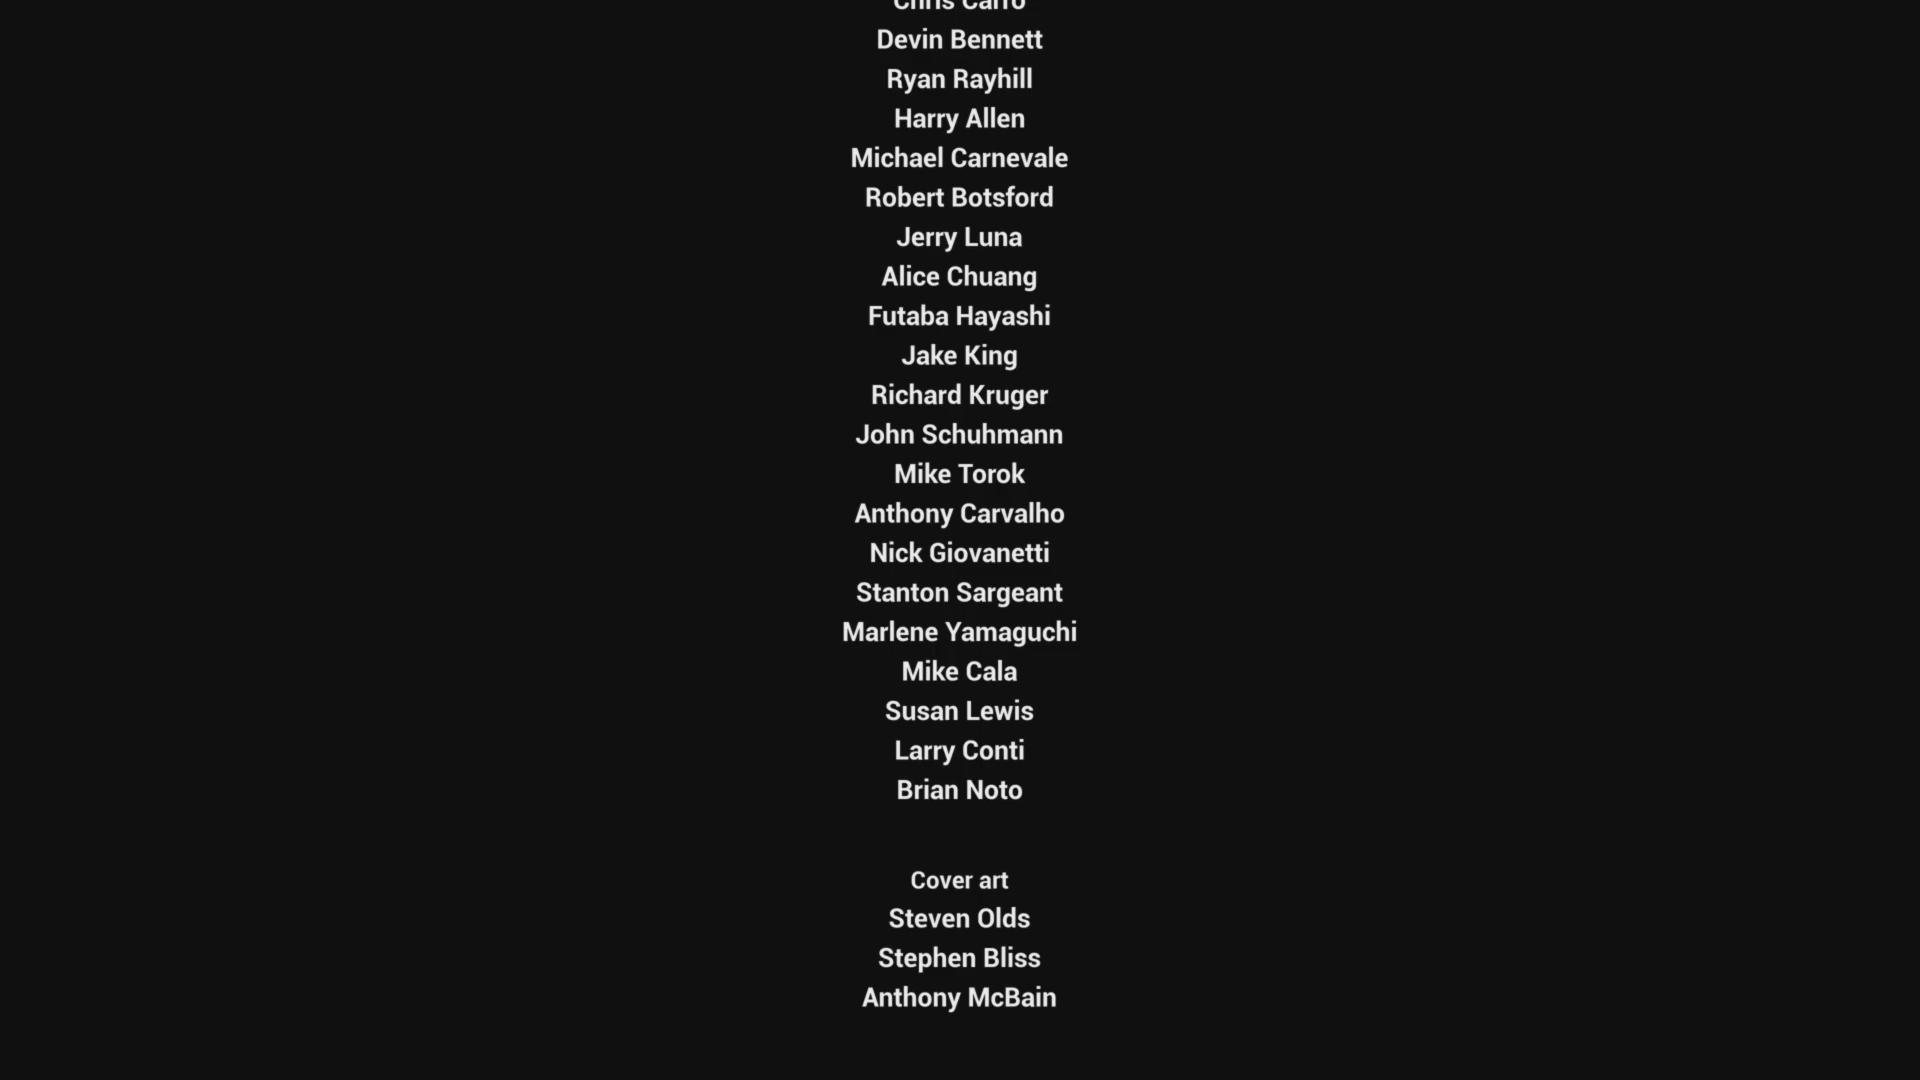 Chris Carro
Devin Bennett
Ryan Rayhill
Harry Allen
Michael Carnevale
Robert Botsford
Jerry Luna
Alice Chuang
Futaba Hayashi
Jake King
Richard Kruger
John Schuhmann
Mike Torok
Anthony Carvalho
Nick Giovanetti
Stanton Sargeant
Marlene Yamaguchi
Mike Cala
Susan Lewis
Larry Conti
Brian Noto
Cover art
Steven Olds
Stephen Bliss
Anthony McBain